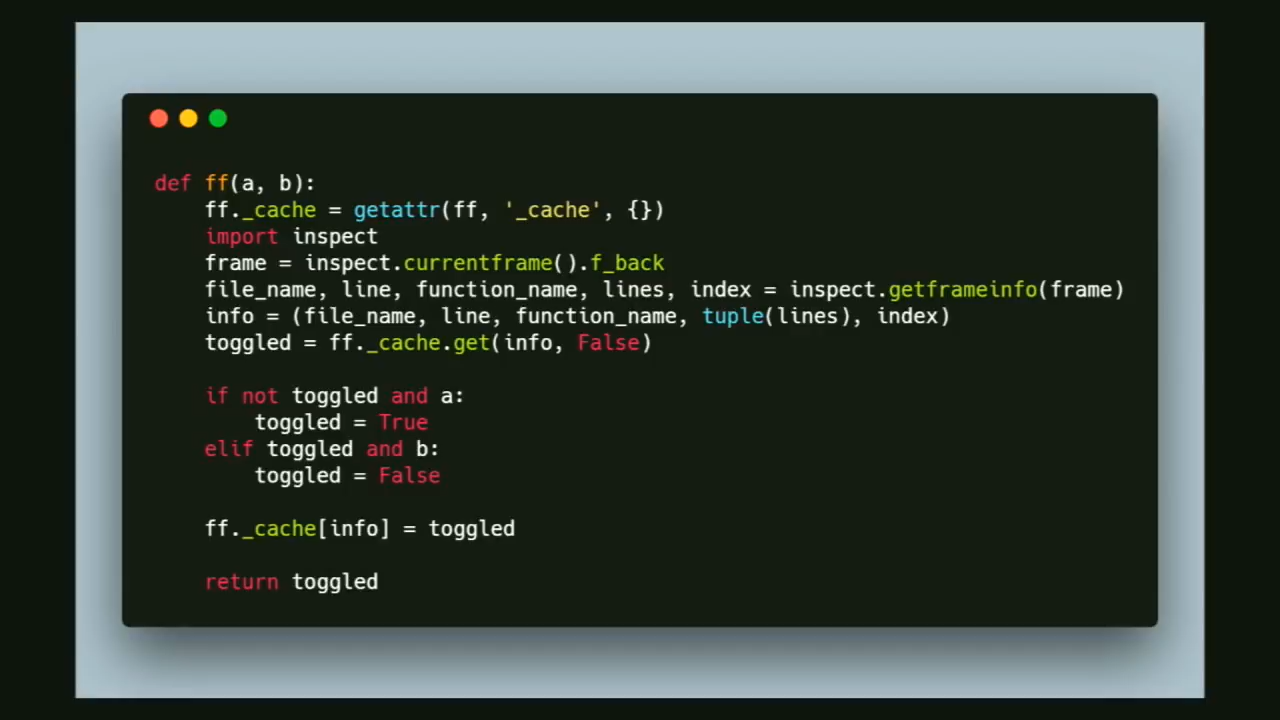 def ff(a, b):
    ff._cache = getattr(ff, '_cache', {})
    import inspect
    frame = inspect.currentframe().f_back
    file_name, line, function_name, lines, index = inspect.getframeinfo(frame)
    info = (file_name, line, function_name, tuple(lines), index)
    toggled = ff._cache.get(info, False)

    if not toggled and a:
        toggled = True
    elif toggled and b:
        toggled = False

    ff._cache[info] = toggled

    return toggled